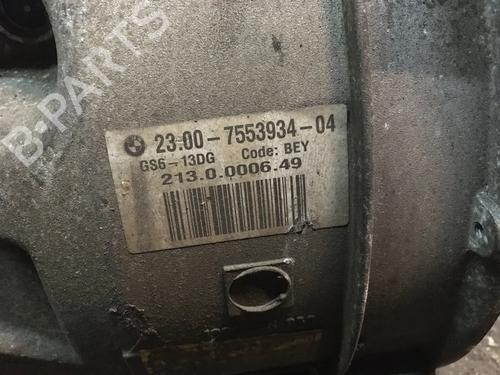 B-PARTS
23.00-7553934-04
GS6-13DG Code: BEY
213.0.0006.49